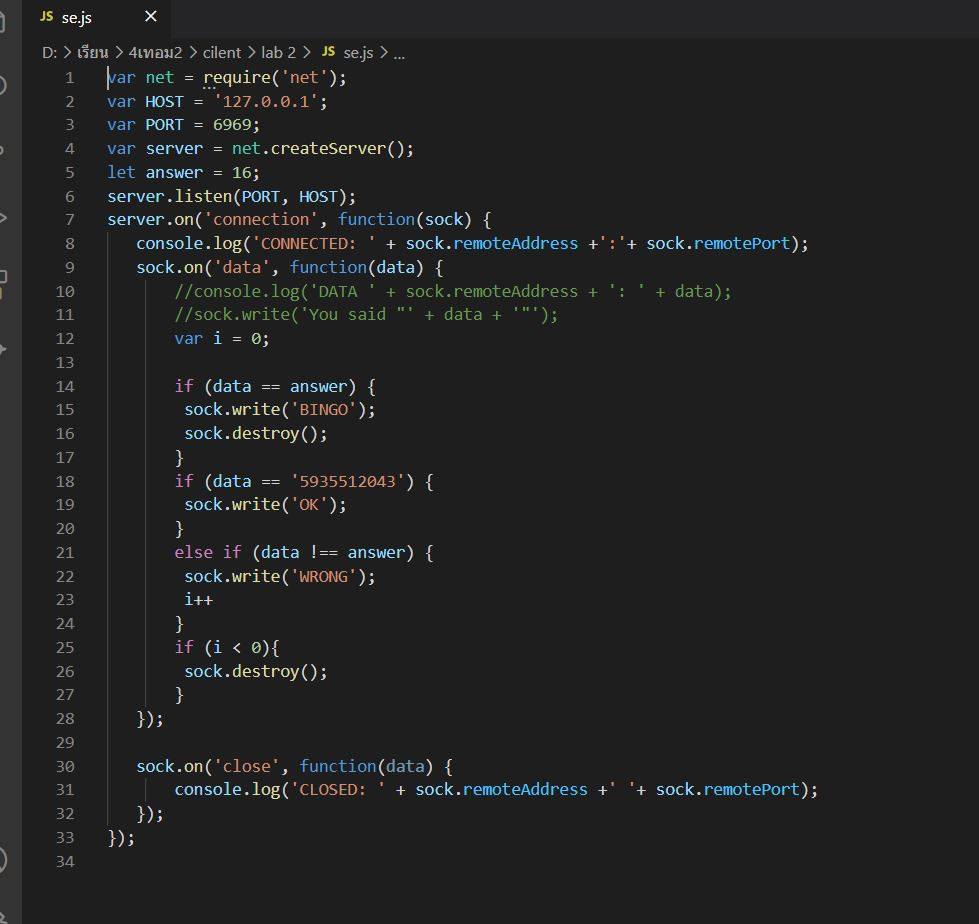 JS se.js ×
D: > เรียน > 4เทอม2 > cilent > lab 2 > JS se.js > ...
1 var net = require('net');
2 var HOST = '127.0.0.1';
3 var PORT = 6969;
4 var server = net.createServer();
5 let answer = 16;
6 server.listen(PORT, HOST);
7 server.on('connection', function(sock) {
8 console.log('CONNECTED: ' + sock.remoteAddress +':'+ sock.remotePort);
9 sock.on('data', function(data) {
10 //console.log('DATA ' + sock.remoteAddress + ': ' + data);
11 //sock.write('You said "' + data + '"');
12 var i = 0;
13
14 if (data == answer) {
15 sock.write('BINGO');
16 sock.destroy();
17 }
18 if (data == '5935512043') {
19 sock.write('OK');
20 }
21 else if (data !== answer) {
22 sock.write('WRONG');
23 i++
24 }
25 if (i < 0){
26 sock.destroy();
27 }
28 });
29
30 sock.on('close', function(data) {
31 console.log('CLOSED: ' + sock.remoteAddress +' '+ sock.remotePort);
32 });
33 });
34